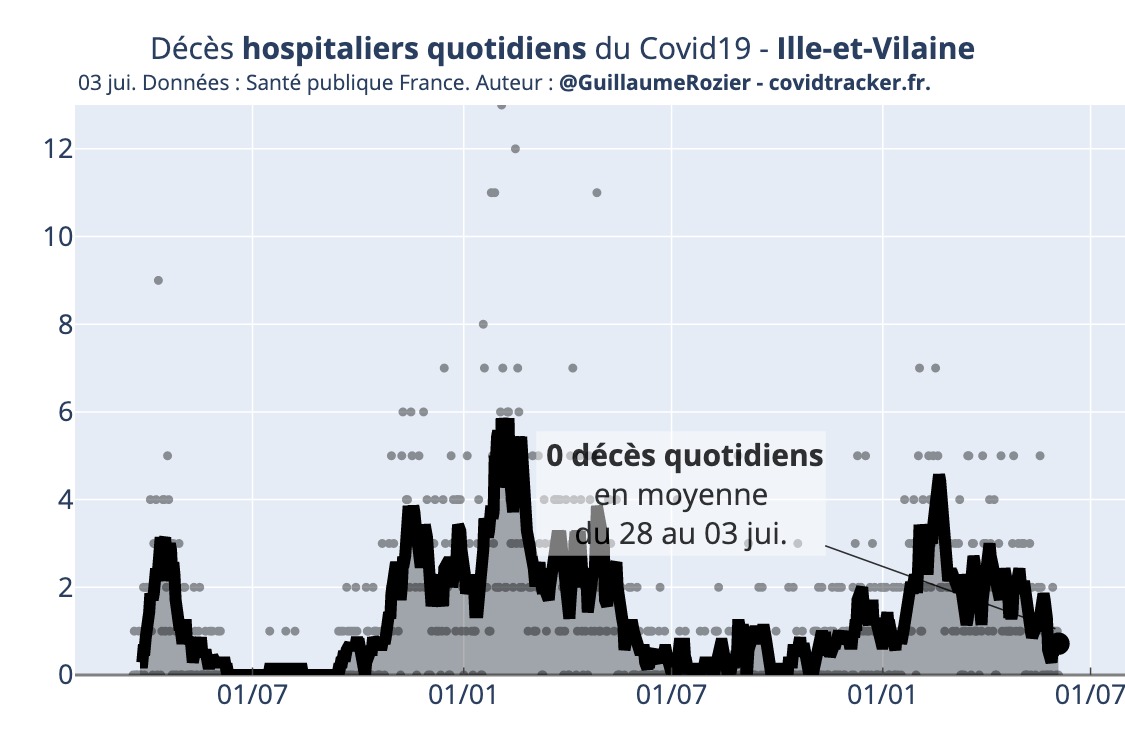 Décès hospitaliers quotidiens du Covid19 - Ille-et-Vilaine
03 jui. Données : Santé publique France. Auteur : @GuillaumeRozier - covidtracker.fr.
12
10
8
6
4
2
0
0 décès quotidiens
en moyenne
du 28 au 03 jui.
01/07
01/01
01/07
01/01
01/07